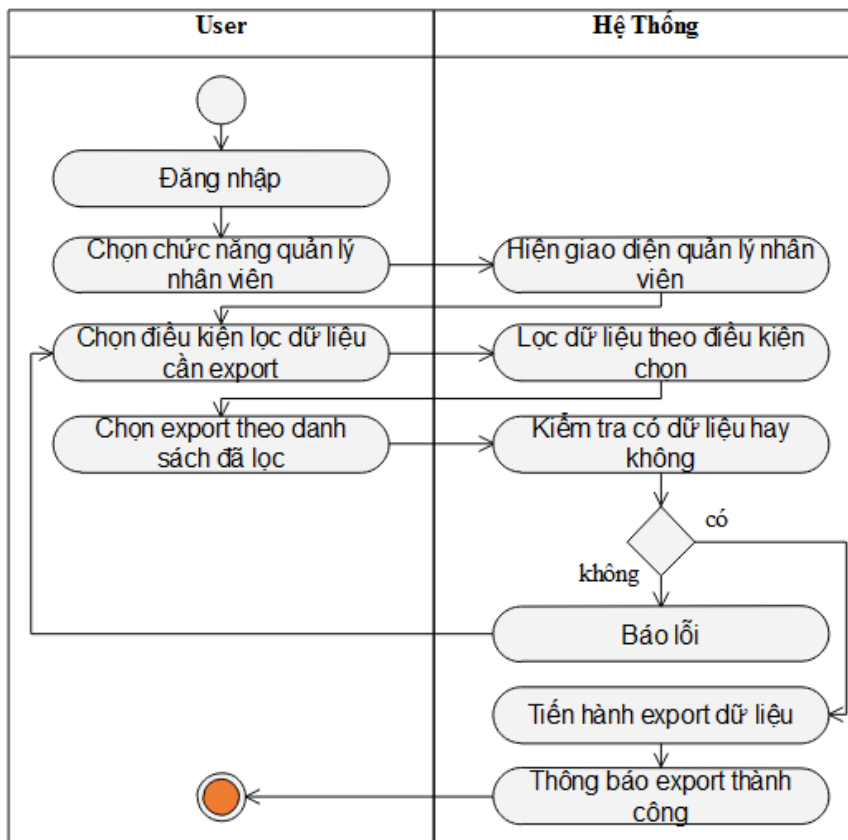 User
Hệ Thống
Đăng nhập
Chọn chức năng quản lý
nhân viên
Hiện giao diện quản lý nhân
viên
Chọn điều kiện lọc dữ liệu
cần export
Lọc dữ liệu theo điều kiện
chọn
Chọn export theo danh
sách đã lọc
Kiểm tra có dữ liệu hay
không
có
không
Báo lỗi
Tiến hành export dữ liệu
Thông báo export thành
công